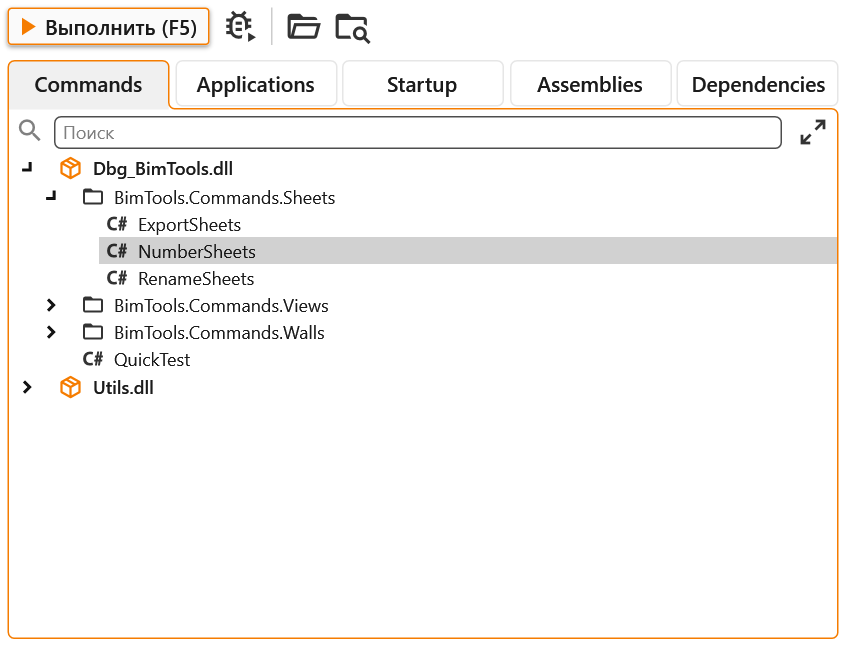 Выполнить (F5)
Commands Applications Startup Assemblies Dependencies
Поиск
Dbg_BimTools.dll
BimTools.Commands.Sheets
C# ExportSheets
C# NumberSheets
C# RenameSheets
BimTools.Commands.Views
BimTools.Commands.Walls
C# QuickTest
Utils.dll